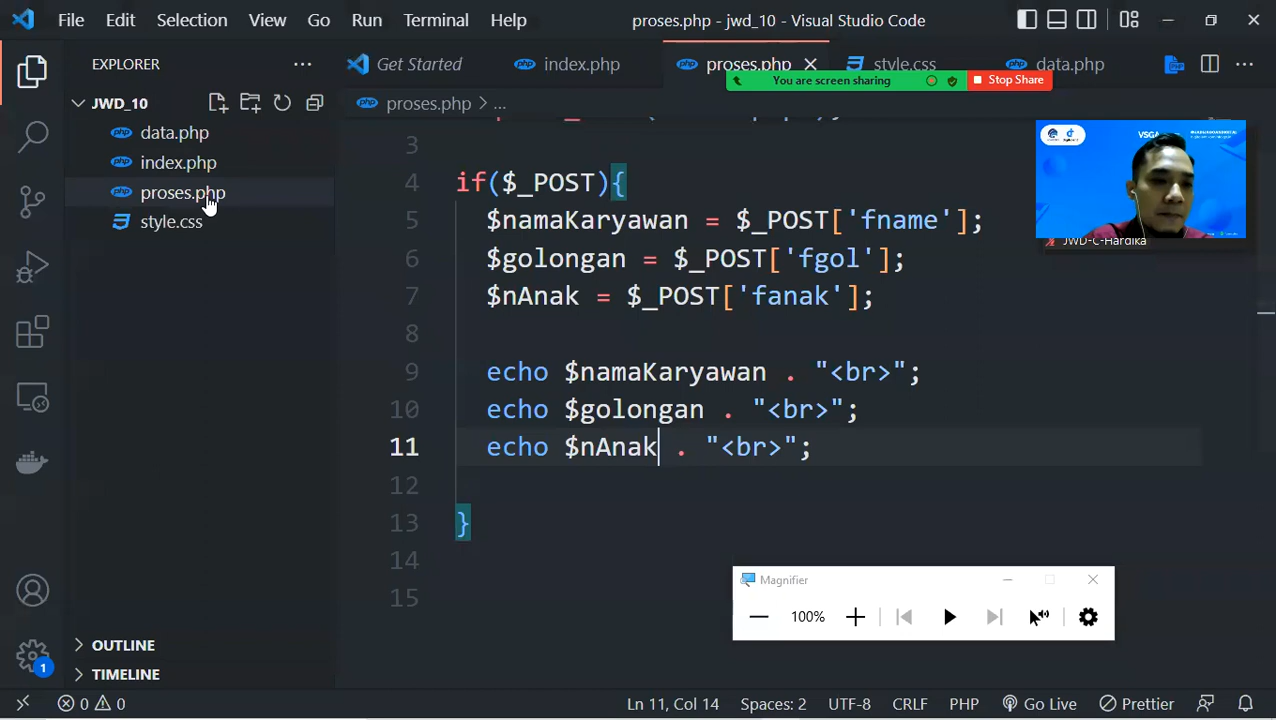 File Edit Selection View Go Run Terminal Help proses.php - jwd_10 - Visual Studio Code
EXPLORER
Get Started index.php proses.php style.css data.php
You are screen sharing Stop Share
JWD_10
data.php
index.php
proses.php
style.css
OUTLINE
TIMELINE
proses.php > ...
3
4 if($_POST){
5 $namaKaryawan = $_POST['fname'];
6 $golongan = $_POST['fgol'];
7 $nAnak = $_POST['fanak'];
8
9 echo $namaKaryawan . "<br>";
10 echo $golongan . "<br>";
11 echo $nAnak . "<br>";
12
13 }
14
15
VSGA
JWD-C-Hardika
Magnifier
100%
1
0 0 Ln 11, Col 14 Spaces: 2 UTF-8 CRLF PHP Go Live Prettier